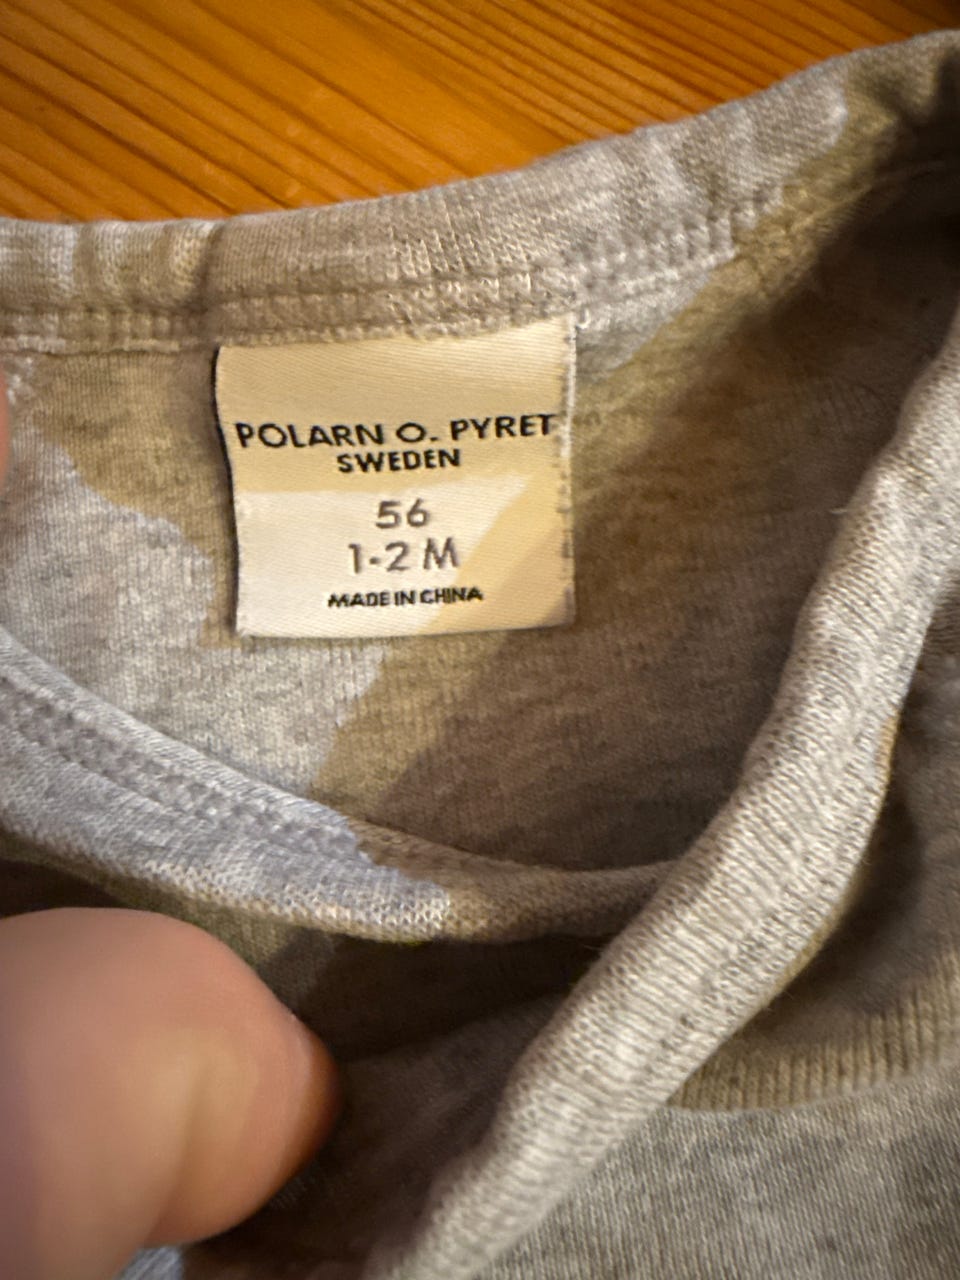 POLARN O. PYRET
SWEDEN
56
1-2 M
MADE IN CHINA